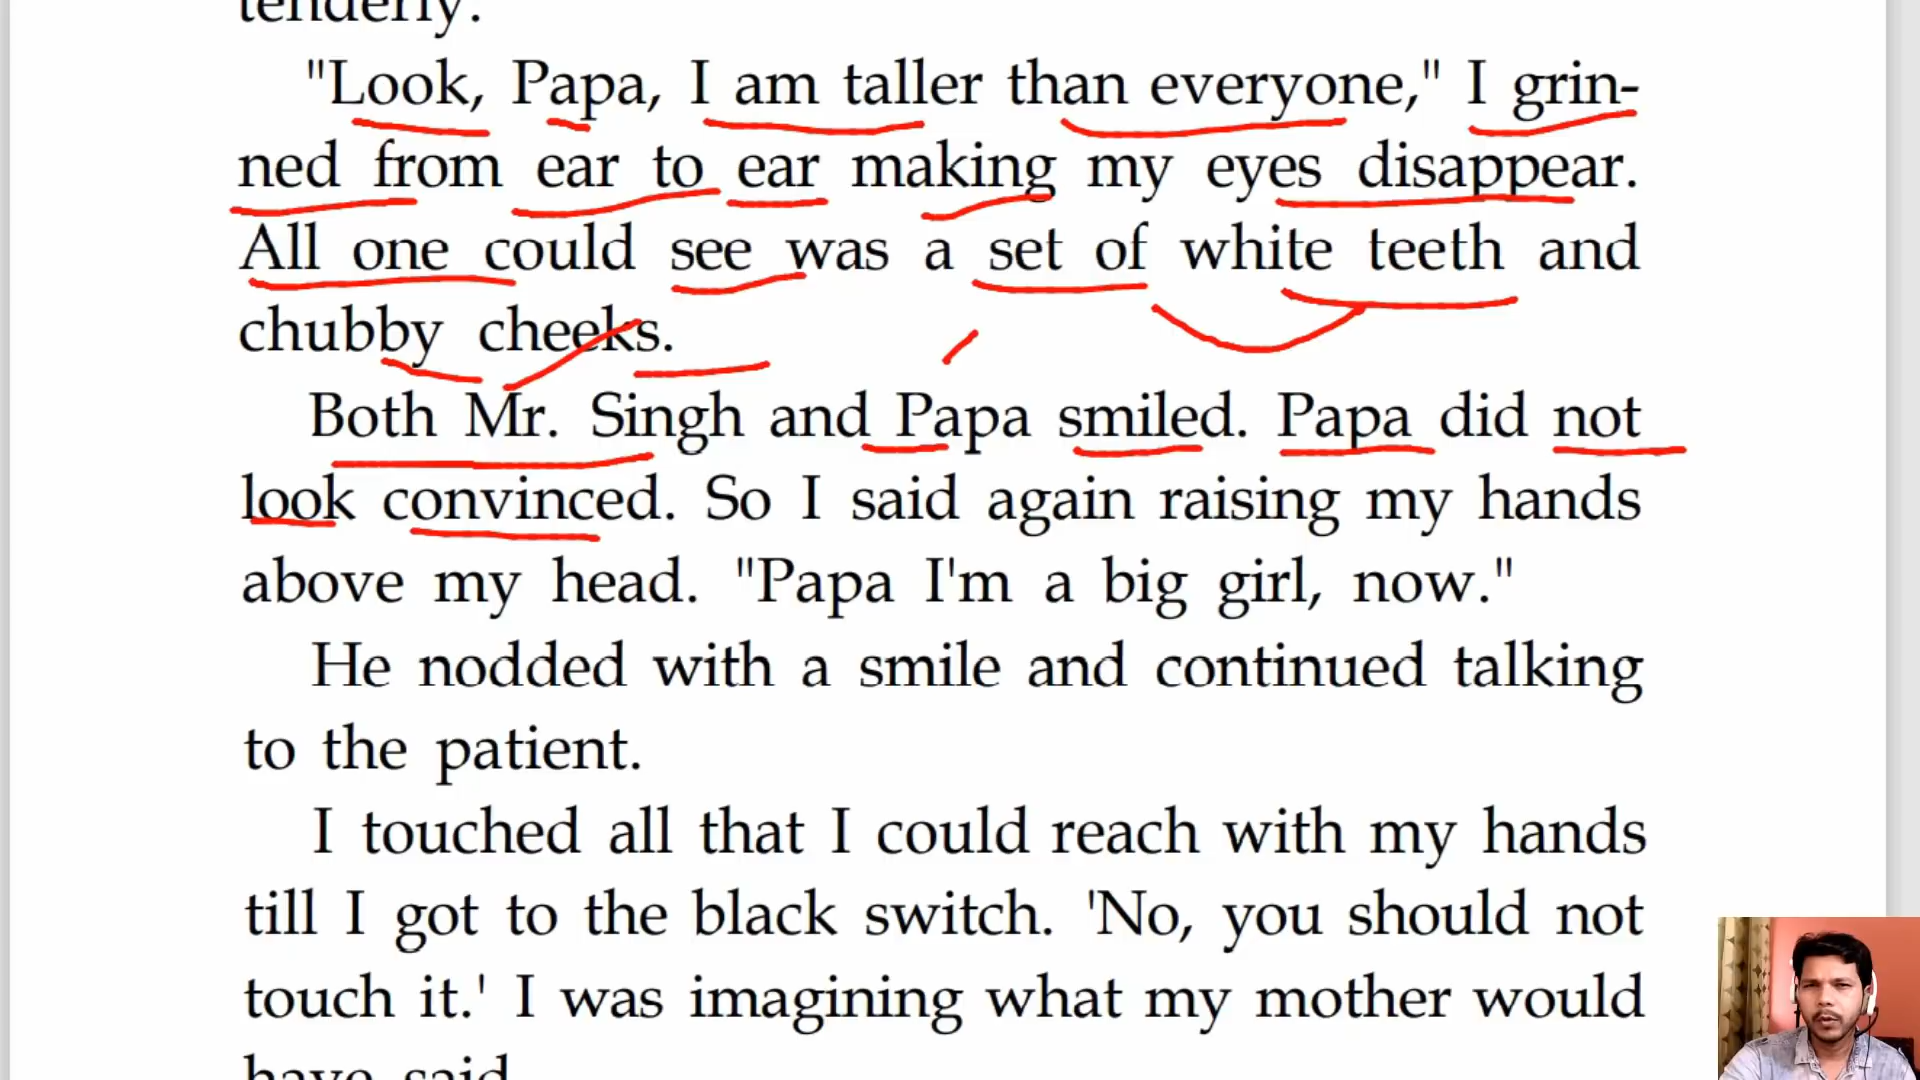 tenderly.
"Look, Papa, I am taller than everyone," I grin-
ned from ear to ear making my eyes disappear.
All one could see was a set of white teeth and
chubby cheeks.
Both Mr. Singh and Papa smiled. Papa did not
look convinced. So I said again raising my hands
above my head. "Papa I'm a big girl, now."
He nodded with a smile and continued talking
to the patient.
I touched all that I could reach with my hands
till I got to the black switch. 'No, you should not
touch it.' I was imagining what my mother would
have said.